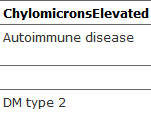 ChylomicronsElevated
Autoimmune disease
DM type 2